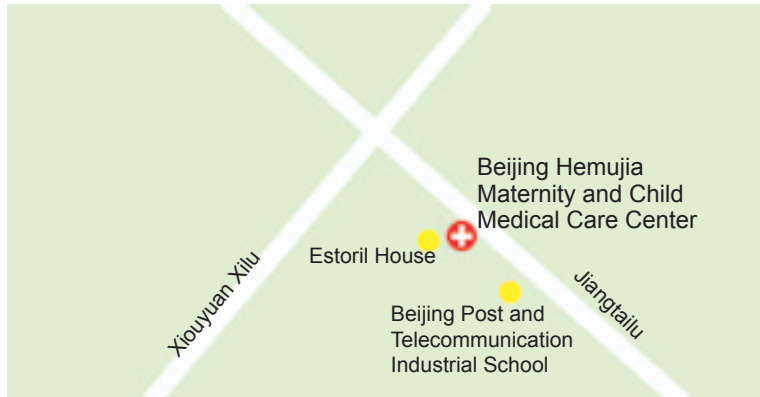 Beijing Hemujia
Maternity and Child
Medical Care Center
Estoril House
Xiouyuan Xilu
Jiangtailu
Beijing Post and
Telecommunication
Industrial School